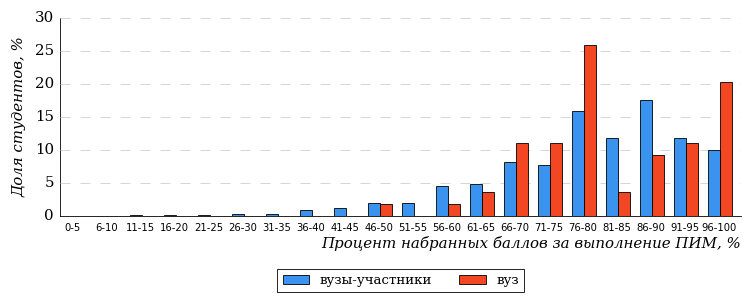 30
25
20
15
10
5
0
Доля студентов, %
0-5 6-10 11-15 16-20 21-25 26-30 31-35 36-40 41-45 46-50 51-55 56-60 61-65 66-70 71-75 76-80 81-85 86-90 91-95 96-100
Процент набранных баллов за выполнение ПИМ, %
вузы-участники вуз